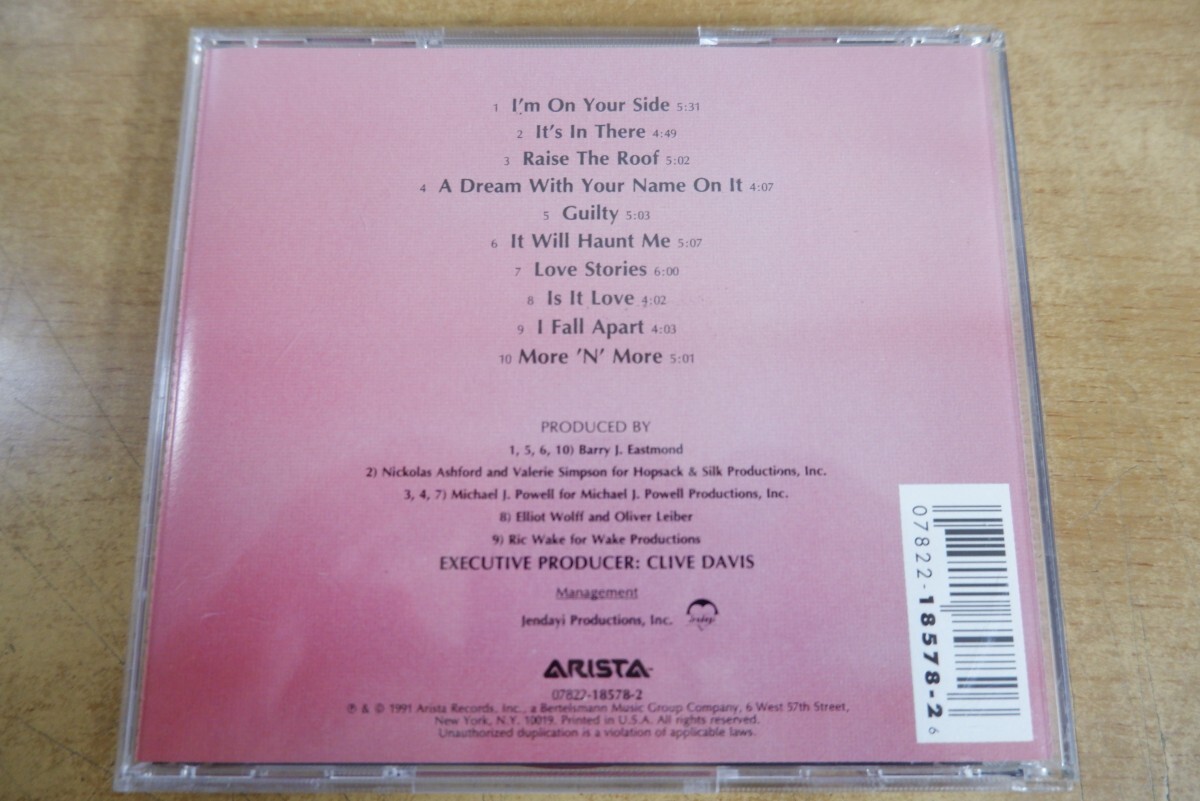 1 I'm On Your Side 5:31
2 It's In There 4:49
3 Raise The Roof 5:02
4 A Dream With Your Name On It 4:07
5 Guilty 5:03
6 It Will Haunt Me 5:07
7 Love Stories 6:00
8 Is It Love 4:02
9 I Fall Apart 4:03
10 More 'N' More 5:01
PRODUCED BY
1, 5, 6, 10) Barry J. Eastmond
2) Nickolas Ashford and Valerie Simpson for Hopsack & Silk Productions, Inc.
3, 4, 7) Michael J. Powell for Michael J. Powell Productions, Inc.
8) Elliot Wolff and Oliver Leiber
9) Ric Wake for Wake Productions
EXECUTIVE PRODUCER: CLIVE DAVIS
Management
Jendayi Productions, Inc.
ARISTA
07822-18578-2
℗ & © 1991 Arista Records, Inc., a Bertelsmann Music Group Company, 6 West 57th Street,
New York, N.Y. 10019. Printed in U.S.A. All rights reserved.
Unauthorized duplication is a violation of applicable laws.
07822-18578-2 6